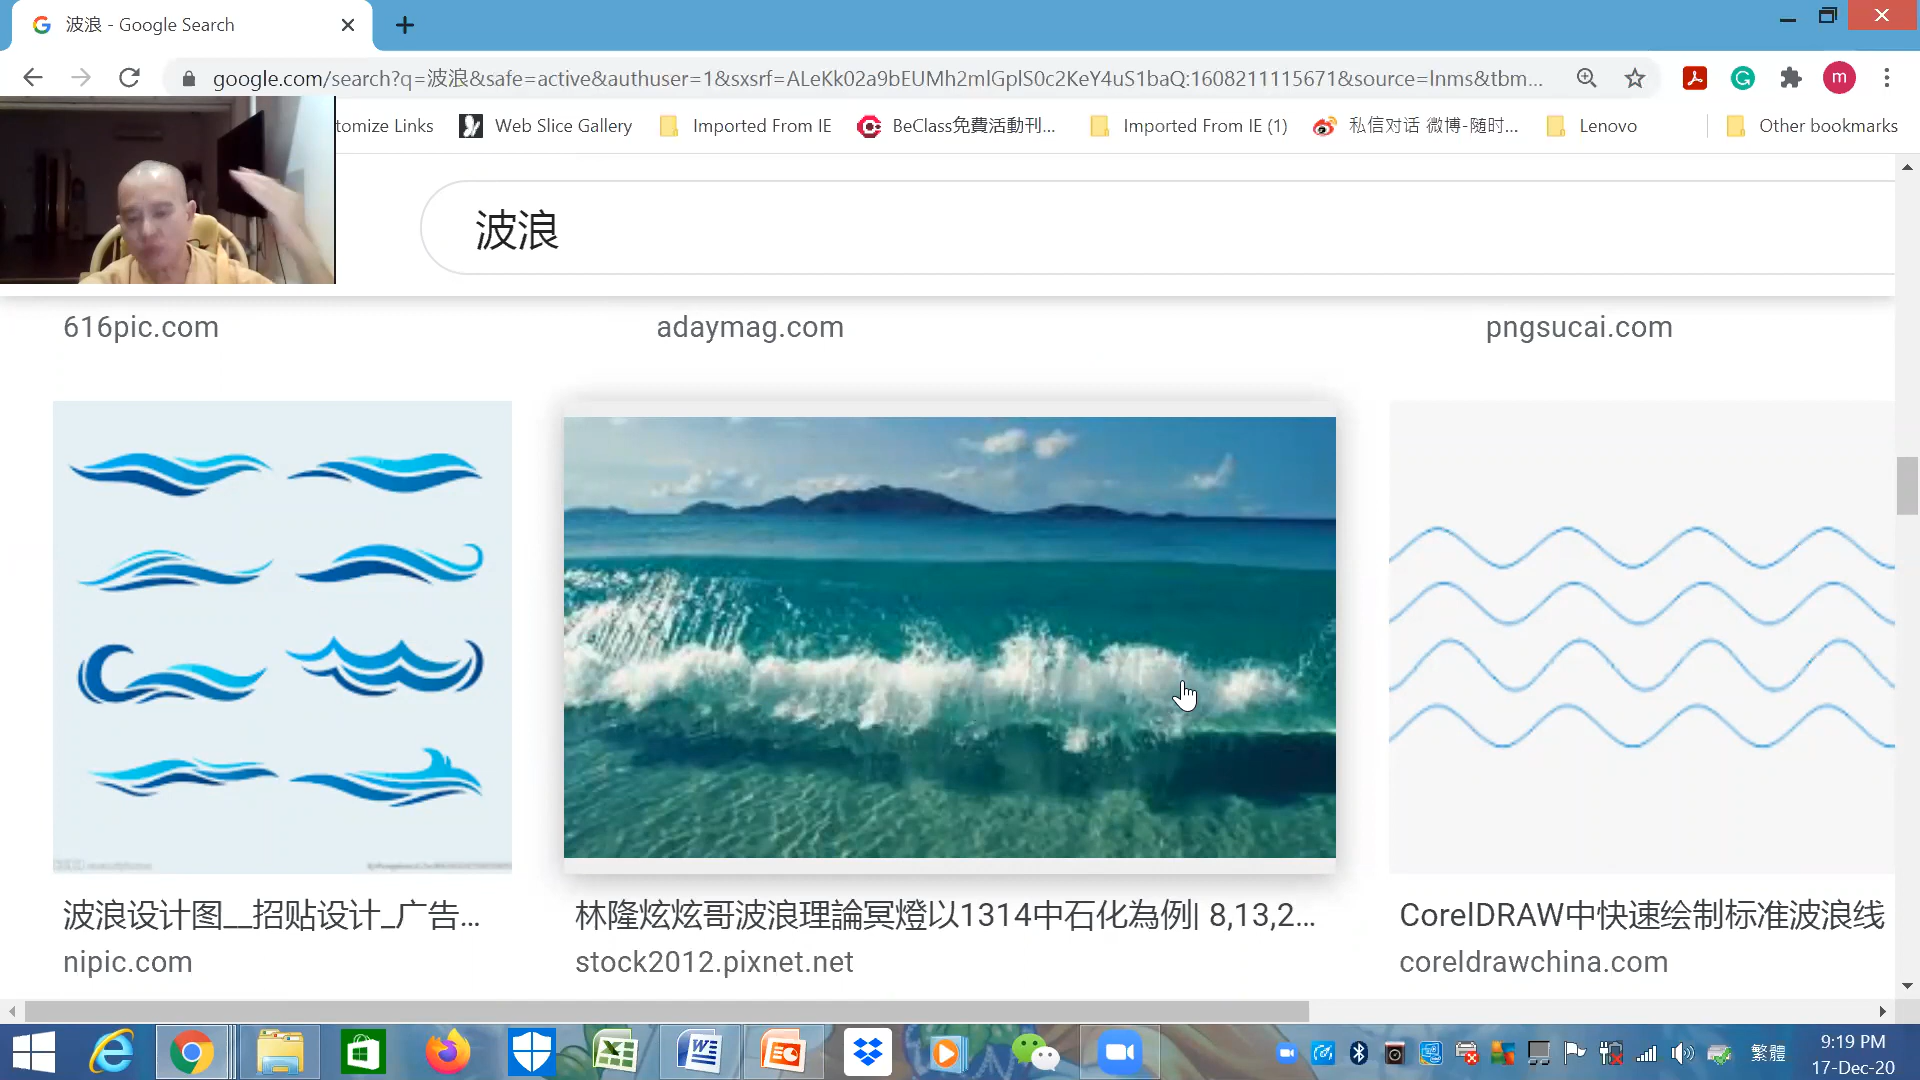 波浪 - Google Search
google.com/search?q=波浪&safe=active&authuser=1&sxsrf=ALeKk02a9bEUMh2mlGplS0c2KeY4uS1baQ:1608211115671&source=lnms&tbm...
m
tomize Links
Web Slice Gallery
Imported From IE
BeClass免費活動刊...
Imported From IE (1)
私信对话 微博-随时...
Lenovo
Other bookmarks
波浪
616pic.com
adaymag.com
pngsucai.com
波浪设计图__招贴设计_广告...
nipic.com
林隆炫炫哥波浪理論冥燈以1314中石化為例| 8,13,2...
stock2012.pixnet.net
CorelDRAW中快速绘制标准波浪线
coreldrawchina.com
繁體
9:19 PM
17-Dec-20